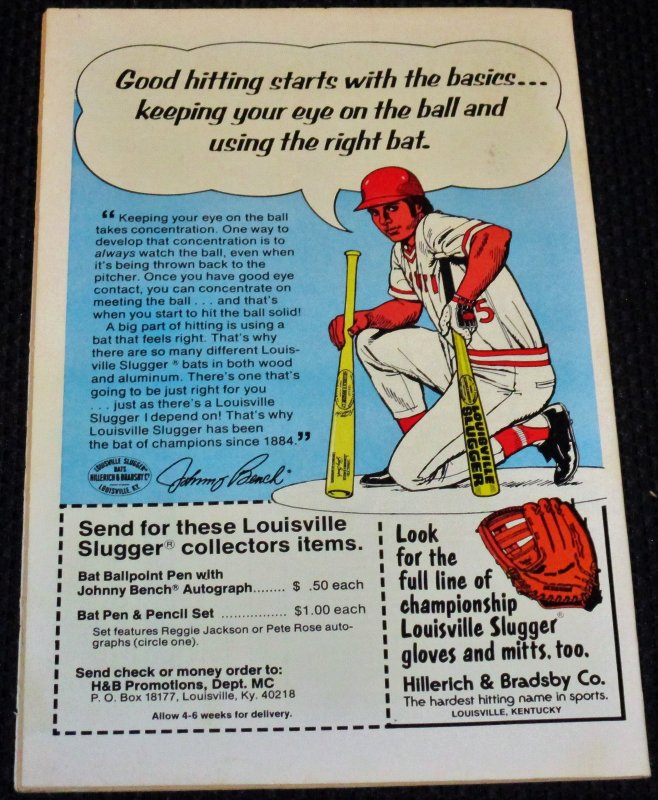 Good hitting starts with the basics...
keeping your eye on the ball and
using the right bat.
“Keeping your eye on the ball
takes concentration. One way to
develop that concentration is to
always watch the ball, even when
it's being thrown back to the
pitcher. Once you have good eye
contact, you can concentrate on
meeting the ball . . . and that's
when you start to hit the ball solid!
A big part of hitting is using a
bat that feels right. That's why
there are so many different Louis-
ville Slugger® bats in both wood
and aluminum. There's one that's
going to be just right for you
. . . just as there's a Louisville
Slugger I depend on! That's why
Louisville Slugger has been
the bat of champions since 1884.”
LOUISVILLE SLUGGER®
BATS
HILLERICH & BRADSBY Co
LOUISVILLE, KY.
Johnny Bench®
5
LOUISVILLE
SLUGGER
Send for these Louisville
Slugger® collectors items.
Bat Ballpoint Pen with
Johnny Bench® Autograph........ $ .50 each
Bat Pen & Pencil Set ................ $1.00 each
Set features Reggie Jackson or Pete Rose auto-
graphs (circle one).
Send check or money order to:
H&B Promotions, Dept. MC
P. O. Box 18177, Louisville, Ky. 40218
Allow 4-6 weeks for delivery.
Look
for the
full line of
championship
Louisville Slugger®
gloves and mitts, too.
Hillerich & Bradsby Co.
The hardest hitting name in sports.
LOUISVILLE, KENTUCKY